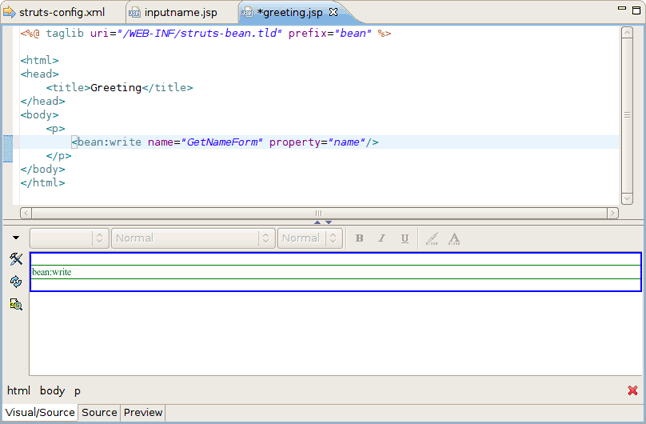 struts-config.xml inputname.jsp *greeting.jsp
<%@ taglib uri="/WEB-INF/struts-bean.tld" prefix="bean" %>
<html>
<head>
<title>Greeting</title>
</head>
<body>
<p>
<bean:write name="GetNameForm" property="name"/>
</p>
</body>
</html>
Normal Normal B I U A
bean:write
html body p
Visual/Source Source Preview